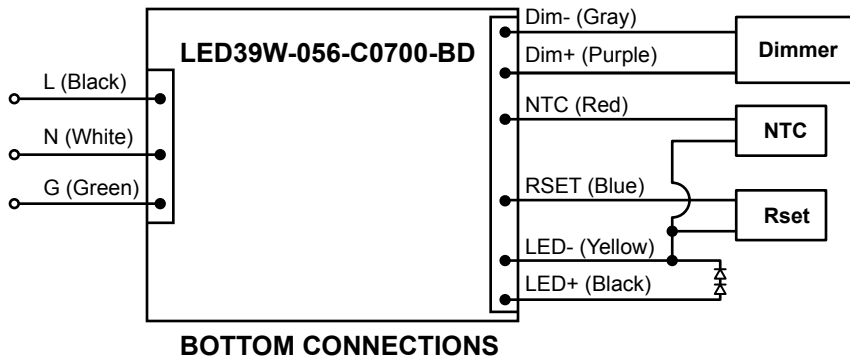 LED39W-056-C0700-BD
L (Black)
N (White)
G (Green)
Dim- (Gray)
Dim+ (Purple)
NTC (Red)
RSET (Blue)
LED- (Yellow)
LED+ (Black)
Dimmer
NTC
Rset
BOTTOM CONNECTIONS